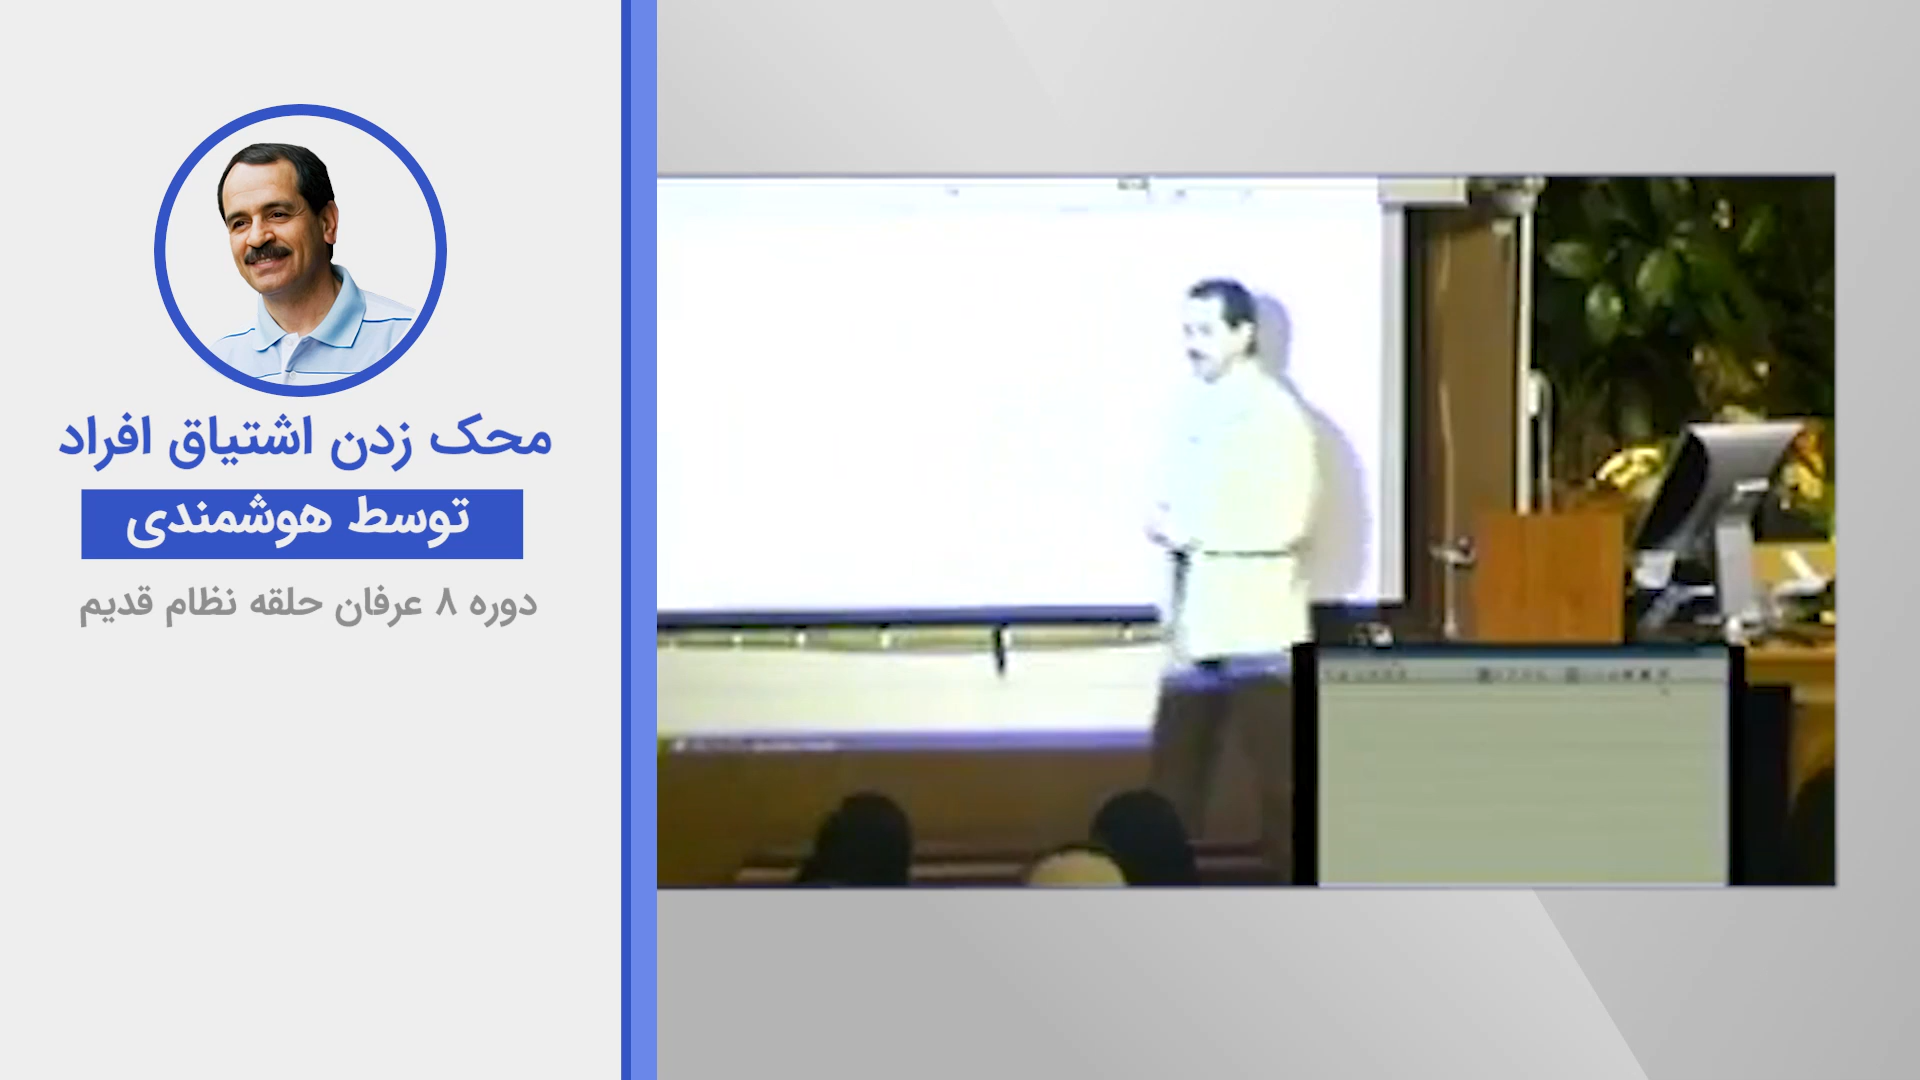 محک زدن اشتیاق افراد
توسط هوشمندی
دوره ۸ عرفان حلقه نظام قدیم